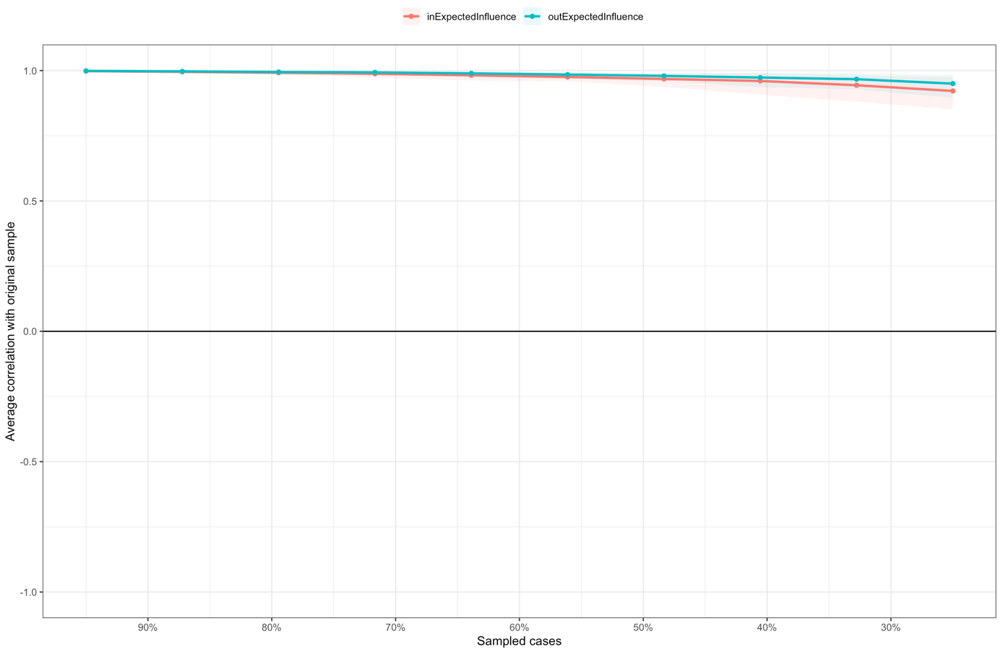 inExpectedInfluence outExpectedInfluence
Average correlation with original sample
1.0
0.5
0.0
-0.5
-1.0
90% 80% 70% 60% 50% 40% 30%
Sampled cases